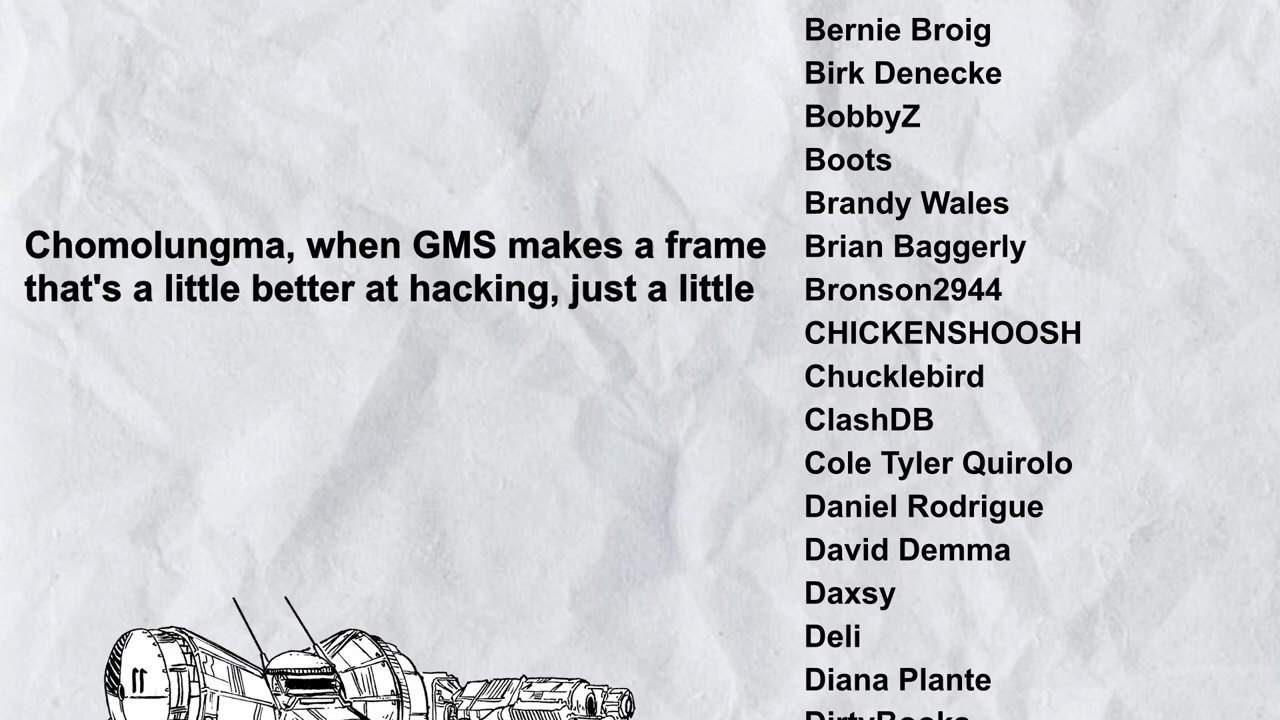 Chomolungma, when GMS makes a frame
that's a little better at hacking, just a little
Bernie Broig
Birk Denecke
BobbyZ
Boots
Brandy Wales
Brian Baggerly
Bronson2944
CHICKENSHOOSH
Chucklebird
ClashDB
Cole Tyler Quirolo
Daniel Rodrigue
David Demma
Daxsy
Deli
Diana Plante